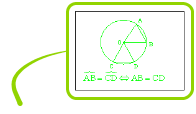 A
O
B
C
D
AB = CD ⇔ AB = CD